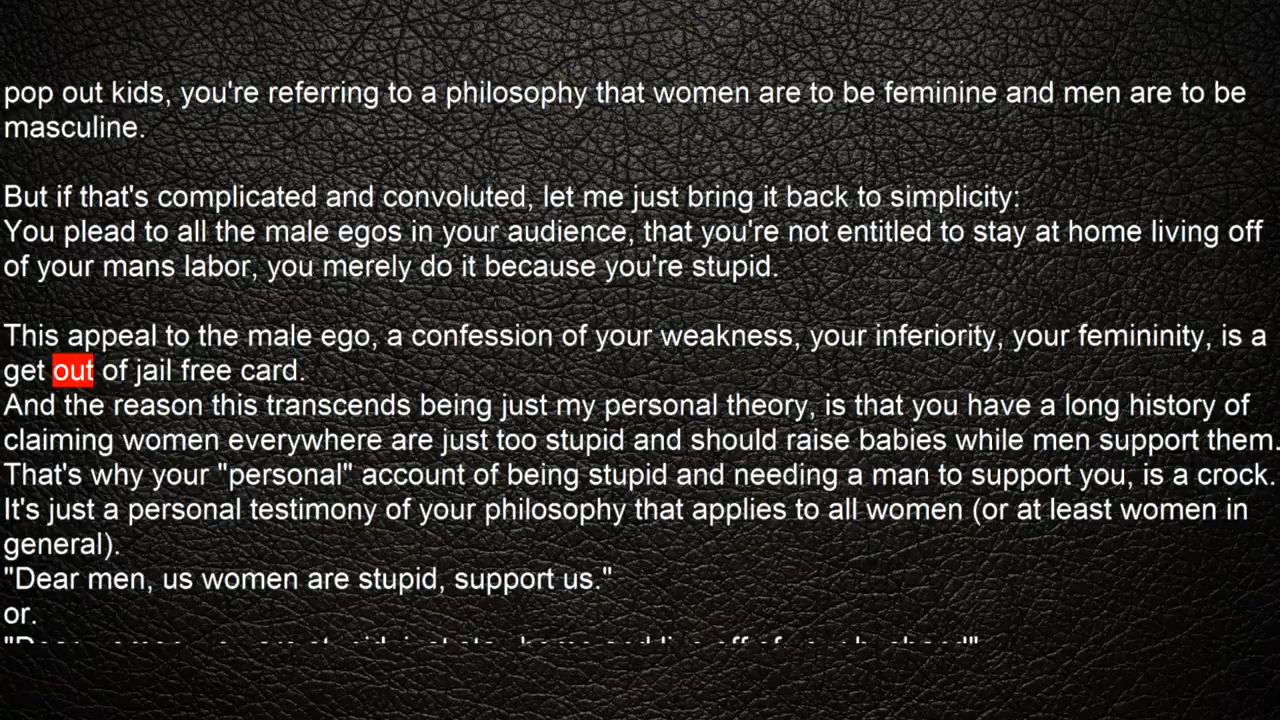 pop out kids, you're referring to a philosophy that women are to be feminine and men are to be
masculine.
But if that's complicated and convoluted, let me just bring it back to simplicity:
You plead to all the male egos in your audience, that you're not entitled to stay at home living off
of your mans labor, you merely do it because you're stupid.
This appeal to the male ego, a confession of your weakness, your inferiority, your femininity, is a
get out of jail free card.
And the reason this transcends being just my personal theory, is that you have a long history of
claiming women everywhere are just too stupid and should raise babies while men support them.
That's why your "personal" account of being stupid and needing a man to support you, is a crock.
It's just a personal testimony of your philosophy that applies to all women (or at least women in
general).
"Dear men, us women are stupid, support us."
or.